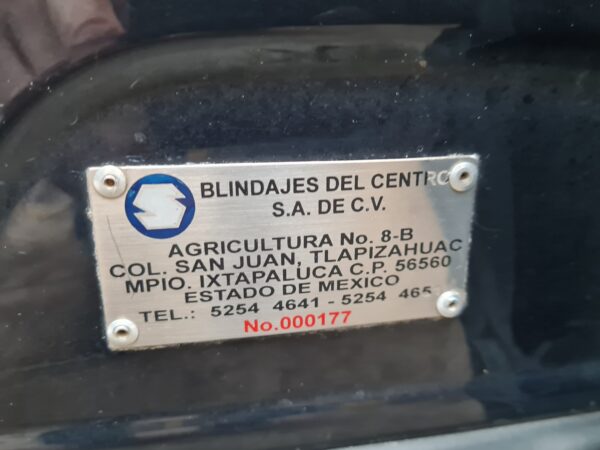 BLINDAJES DEL CENTRO
S.A. DE C.V.
AGRICULTURA No. 8-B
COL. SAN JUAN, TLAPIZAHUAC
MPIO. IXTAPALUCA C.P. 56560
ESTADO DE MEXICO
TEL.: 5254 4641 - 5254
No.000177